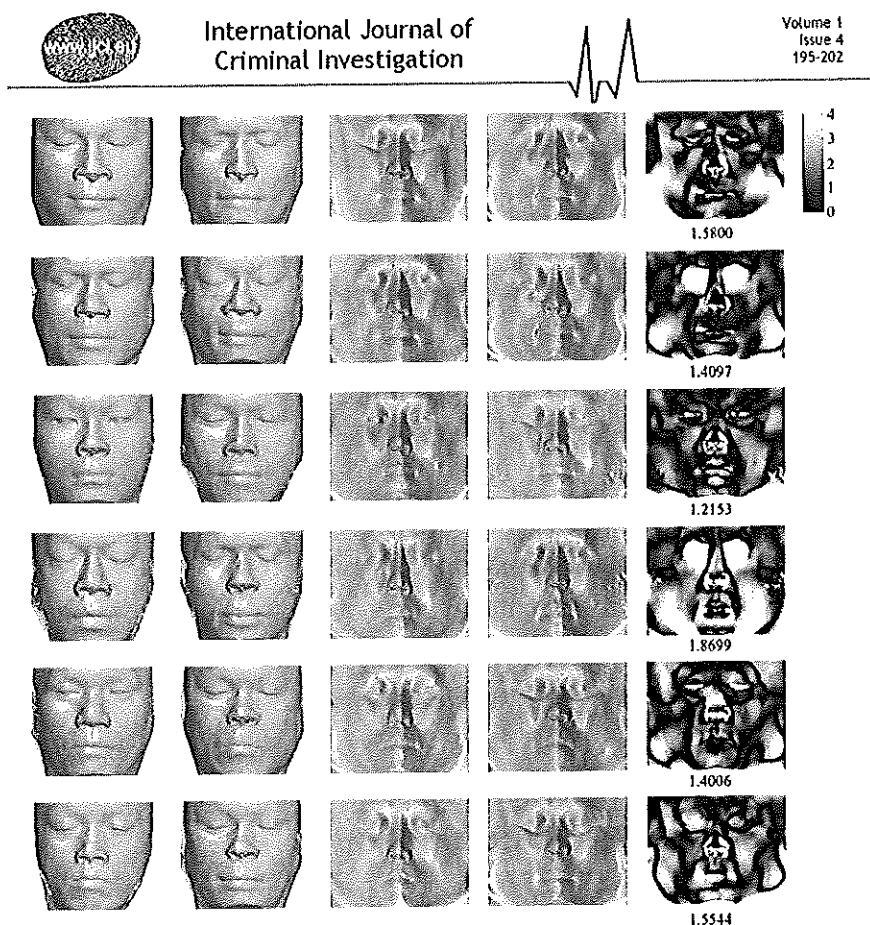 www.ijci.eu
International Journal of
Criminal Investigation
Volume 1
Issue 4
195-202
4
3
2
1
0
1.5800
1.4097
1.2153
1.8699
1.4006
1.5544